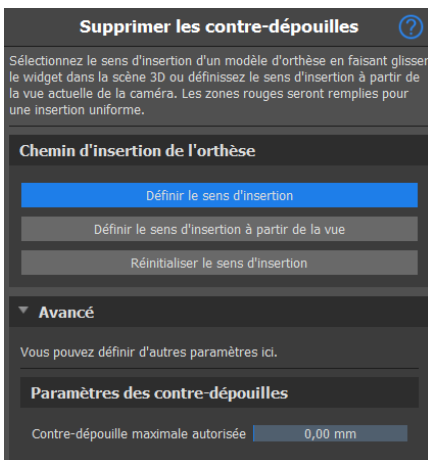 Supprimer les contre-dépouilles
?
Sélectionnez le sens d'insertion d'un modèle d'orthèse en faisant glisser
le widget dans la scène 3D ou définissez le sens d'insertion à partir de
la vue actuelle de la caméra. Les zones rouges seront remplies pour
une insertion uniforme.
Chemin d'insertion de l'orthèse
Définir le sens d'insertion
Définir le sens d'insertion à partir de la vue
Réinitialiser le sens d'insertion
Avancé
Vous pouvez définir d'autres paramètres ici.
Paramètres des contre-dépouilles
Contre-dépouille maximale autorisée 0,00 mm